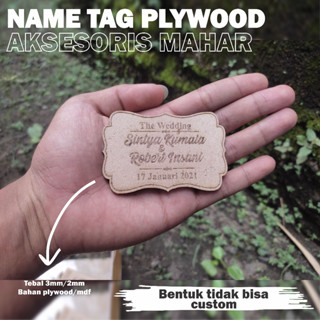 NAME TAG PLYWOOD
AKSESORIS MAHAR
The Wedding
Sintya Kumala
&
Robert Insani
17 Januari 2021
Tebal 3mm/2mm
Bahan plywood/mdf
Bentuk tidak bisa
custom